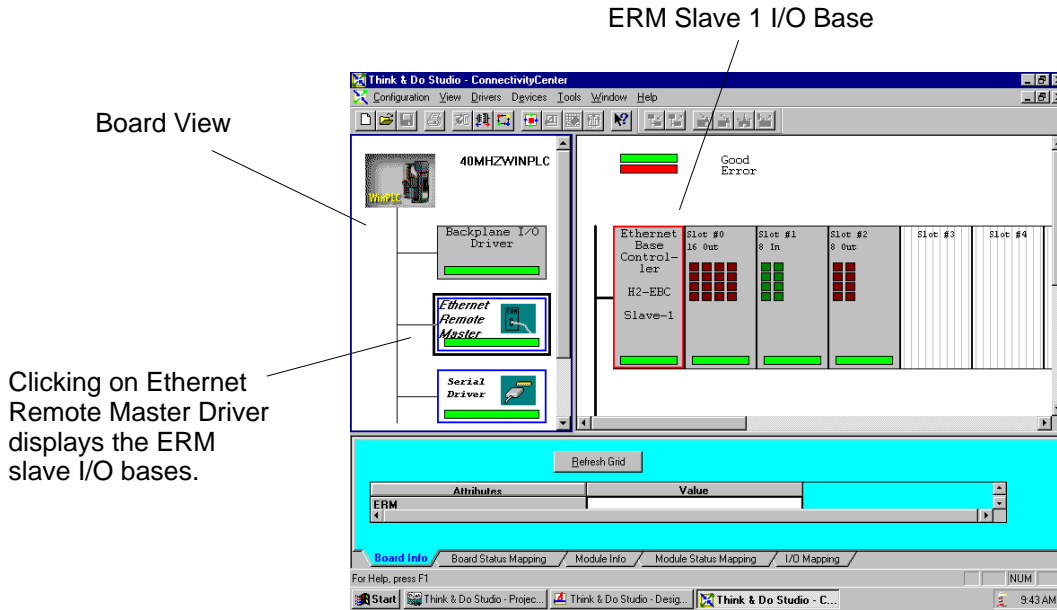 ERM Slave 1 I/O Base
Board View
Clicking on Ethernet
Remote Master Driver
displays the ERM
slave I/O bases.
Think & Do Studio - ConnectivityCenter
Configuration View Drivers Devices Tools Window Help
WinPLC
40MHZWINPLC
Backplane I/O
Driver
Ethernet
Remote
Master
ERM
Serial
Driver
Good
Error
Ethernet
Base
Control-
ler
H2-EBC
Slave-1
Slot #0
16 Out
Slot #1
8 In
Slot #2
8 Out
Slot #3
Slot #4
Refresh Grid
Attributes Value
ERM
Board Info Board Status Mapping Module Info Module Status Mapping I/O Mapping
For Help, press F1
NUM
Start Think & Do Studio - Projec... Think & Do Studio - Desig... Think & Do Studio - C... 9:43 AM